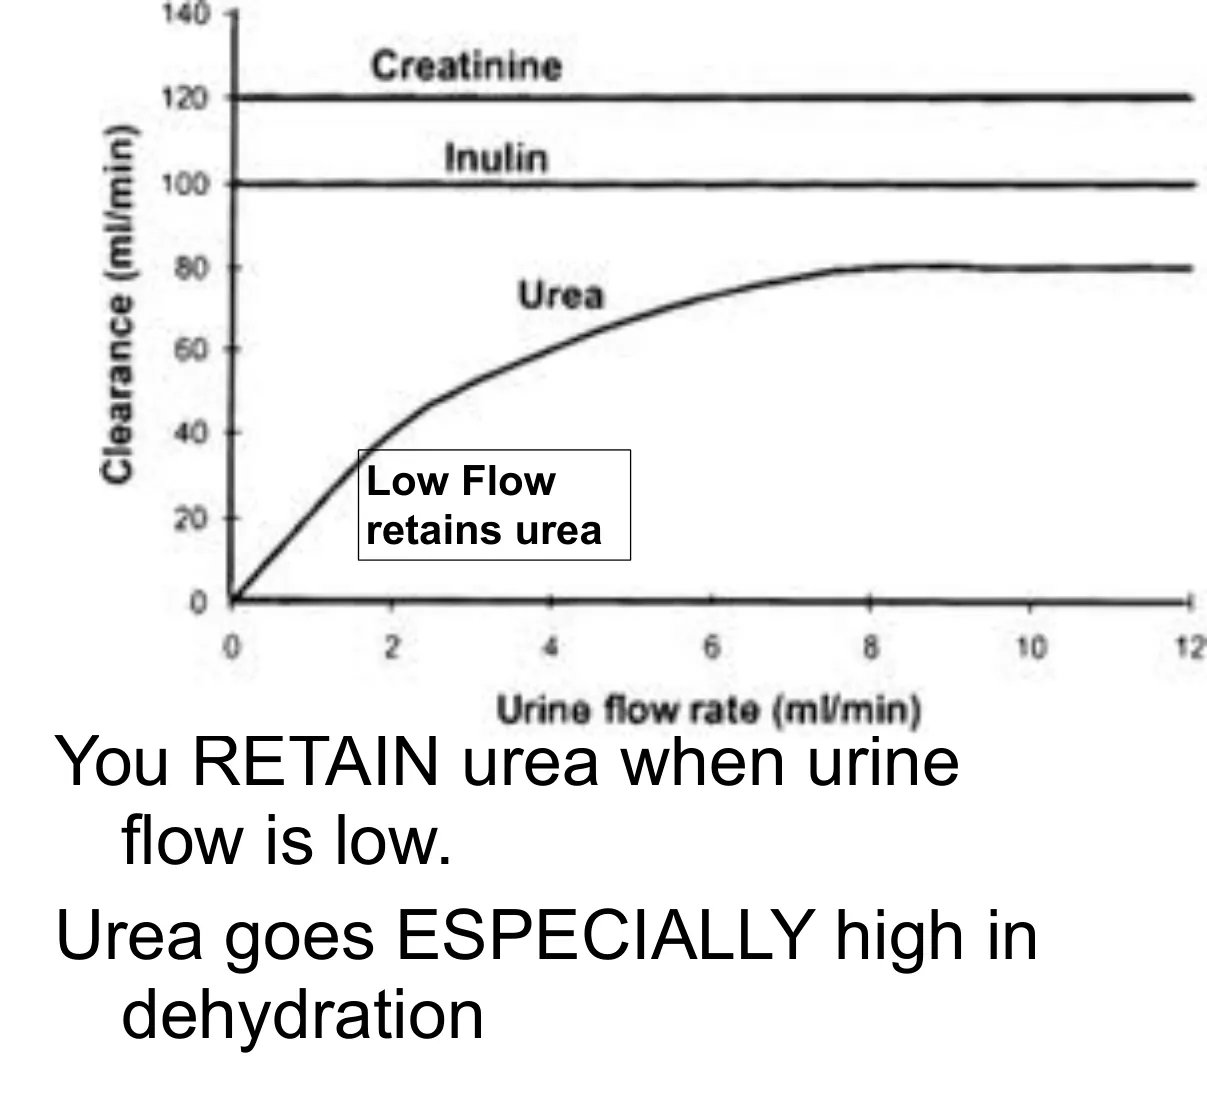 140
Creatinine
120
Inulin
100
80
Urea
60
40
20
0
Clearance (ml/min)
Low Flow
retains urea
0 2 4 6 8 10 12
Urine flow rate (ml/min)
You RETAIN urea when urine
flow is low.
Urea goes ESPECIALLY high in
dehydration